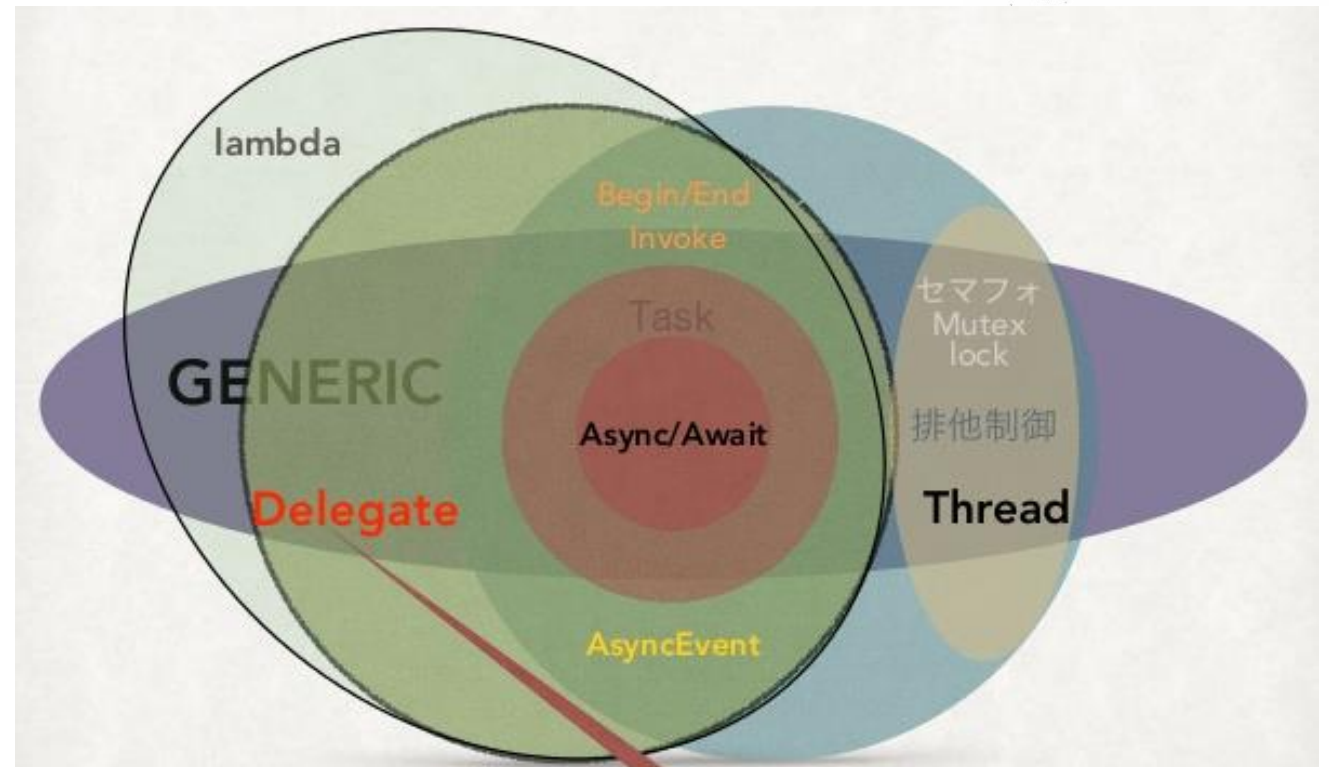 lambda
Begin/End
Invoke
Task
GENERIC
Async/Await
Delegate
AsyncEvent
セマフォ
Mutex
lock
排他制御
Thread